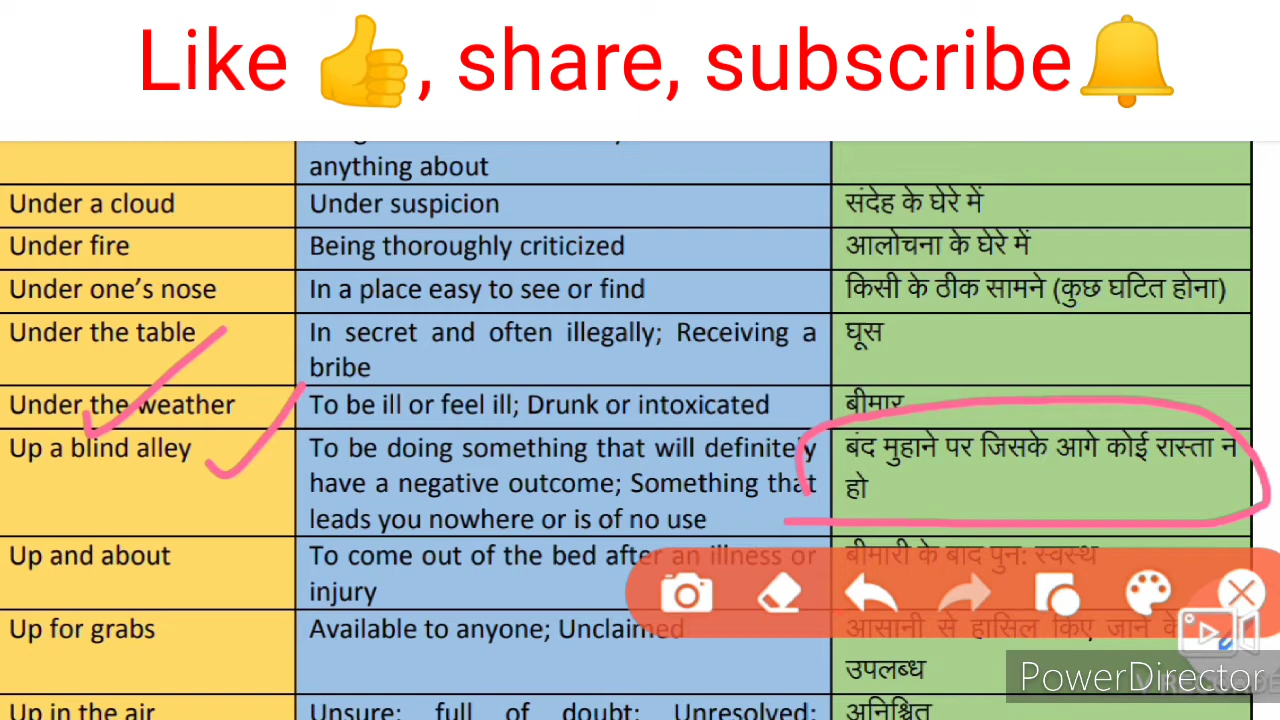 Like 👍, share, subscribe🔔
anything about
Under a cloud
Under suspicion
संदेह के घेरे में
Under fire
Being thoroughly criticized
आलोचना के घेरे में
Under one’s nose
In a place easy to see or find
किसी के ठीक सामने (कुछ घटित होना)
Under the table
In secret and often illegally; Receiving a
bribe
घूस
Under the weather
To be ill or feel ill; Drunk or intoxicated
बीमार
Up a blind alley
To be doing something that will definitely
have a negative outcome; Something that
leads you nowhere or is of no use
बंद मुहाने पर जिसके आगे कोई रास्ता न
हो
Up and about
To come out of the bed after an illness or
injury
बीमारी के बाद पुन: स्वस्थ
Up for grabs
Available to anyone; Unclaimed
आसानी से हासिल किए जाने
उपलब्ध
Up in the air
Unsure; full of doubt; Unresolved;
अनिश्चित
PowerDirector